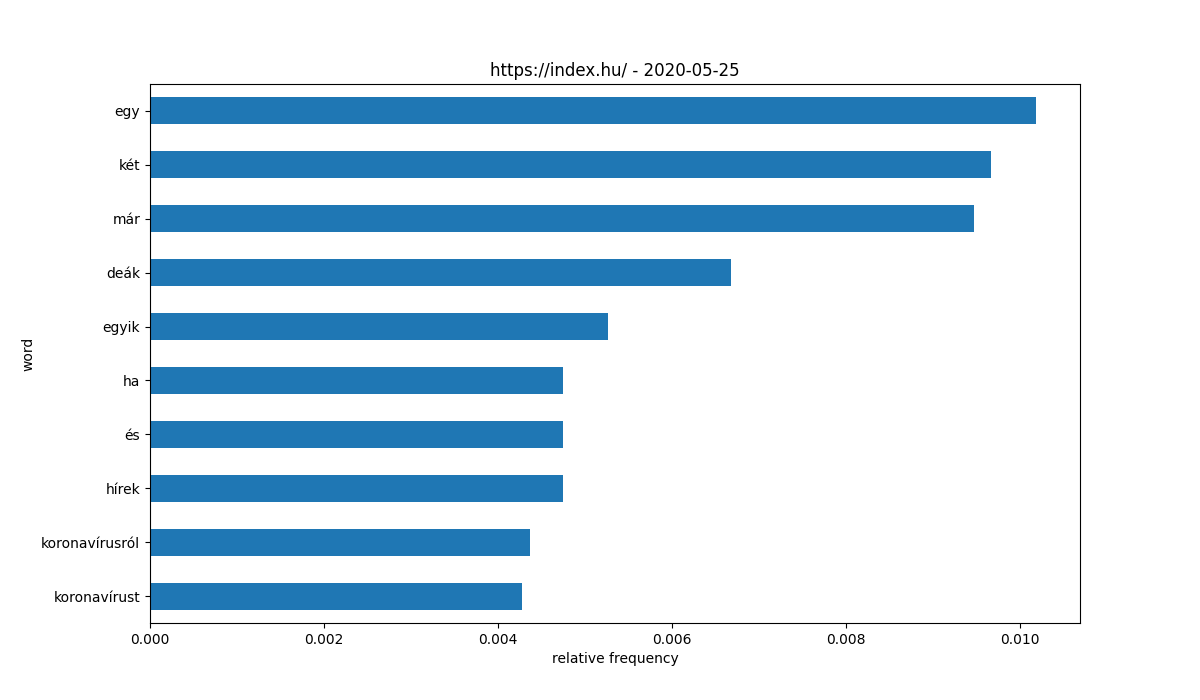 https://index.hu/ - 2020-05-25
egy
két
már
deák
egyik
ha
és
hírek
koronavírusról
koronavírust
word
0.000 0.002 0.004 0.006 0.008 0.010
relative frequency